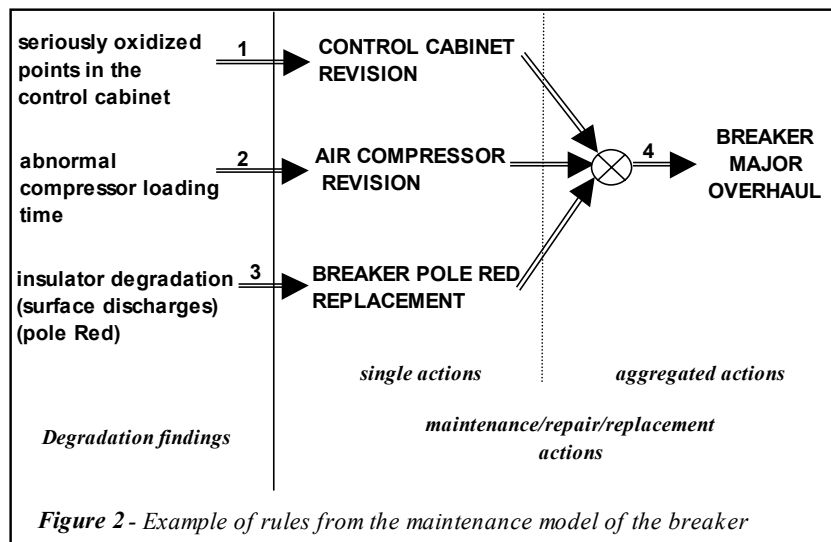 seriously oxidized
points in the
control cabinet
1
CONTROL CABINET
REVISION
abnormal
compressor loading
time
2
AIR COMPRESSOR
REVISION
4
BREAKER
MAJOR
OVERHAUL
insulator degradation
(surface discharges)
(pole Red)
3
BREAKER POLE RED
REPLACEMENT
single actions
aggregated actions
Degradation findings
maintenance/repair/replacement
actions
Figure 2 - Example of rules from the maintenance model of the breaker